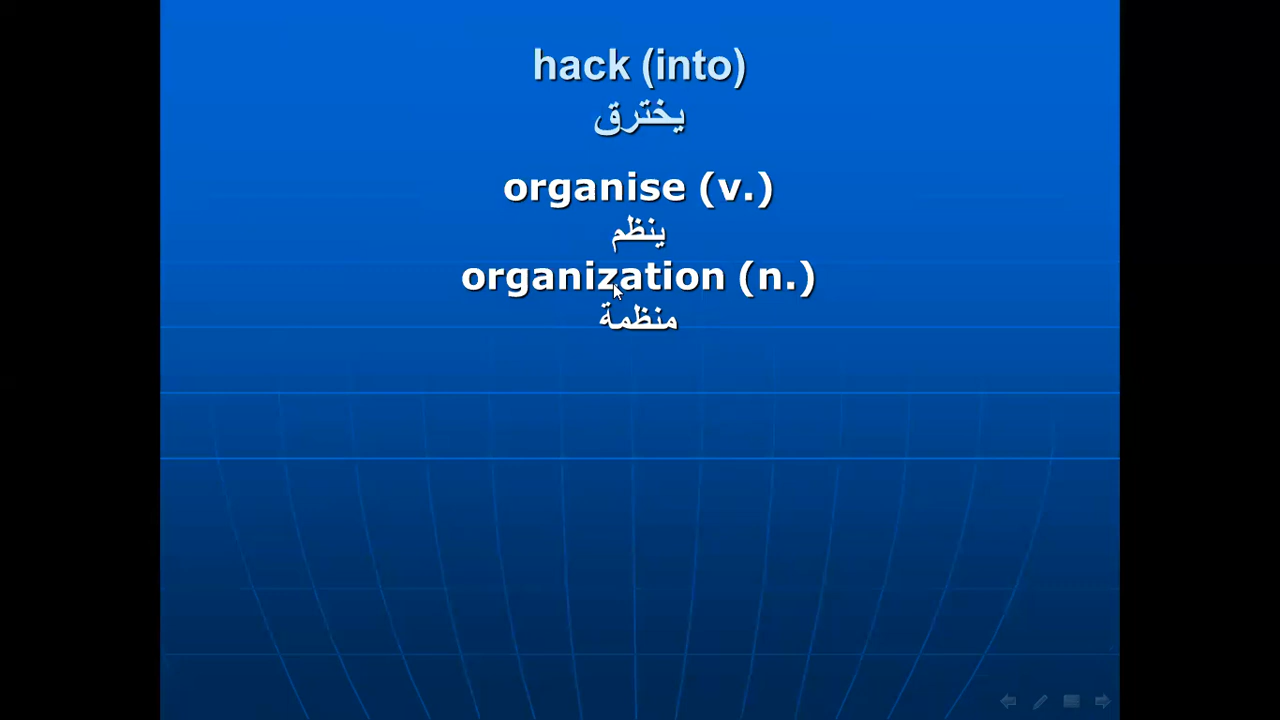 hack (into)
يخترق
organise (v.)
ينظم
organization (n.)
منظمة